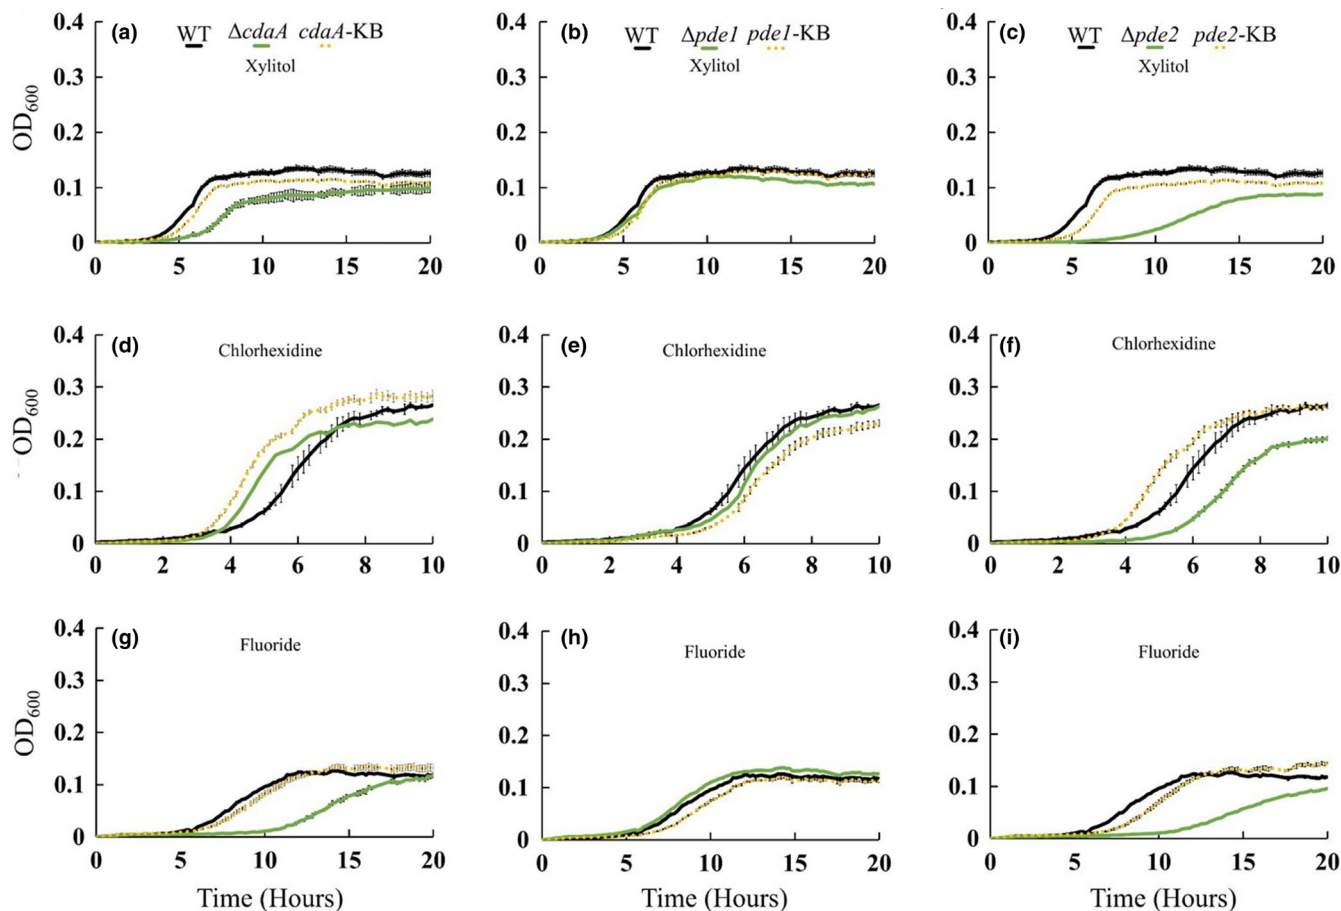 (a) WT ΔcdaA cdaA-KB
Xylitol
OD600
0.4
0.3
0.2
0.1
0
0 5 10 15 20
(b) WT Δpde1 pde1-KB
Xylitol
0.4
0.3
0.2
0.1
0
0 5 10 15 20
(c) WT Δpde2 pde2-KB
Xylitol
0.4
0.3
0.2
0.1
0
0 5 10 15 20
(d)
Chlorhexidine
OD600
0.4
0.3
0.2
0.1
0
0 2 4 6 8 10
(e)
Chlorhexidine
0.4
0.3
0.2
0.1
0
0 2 4 6 8 10
(f)
Chlorhexidine
0.4
0.3
0.2
0.1
0
0 2 4 6 8 10
(g)
Fluoride
OD600
0.4
0.3
0.2
0.1
0
0 5 10 15 20
Time (Hours)
(h)
Fluoride
0.4
0.3
0.2
0.1
0
0 5 10 15 20
Time (Hours)
(i)
Fluoride
0.4
0.3
0.2
0.1
0
0 5 10 15 20
Time (Hours)